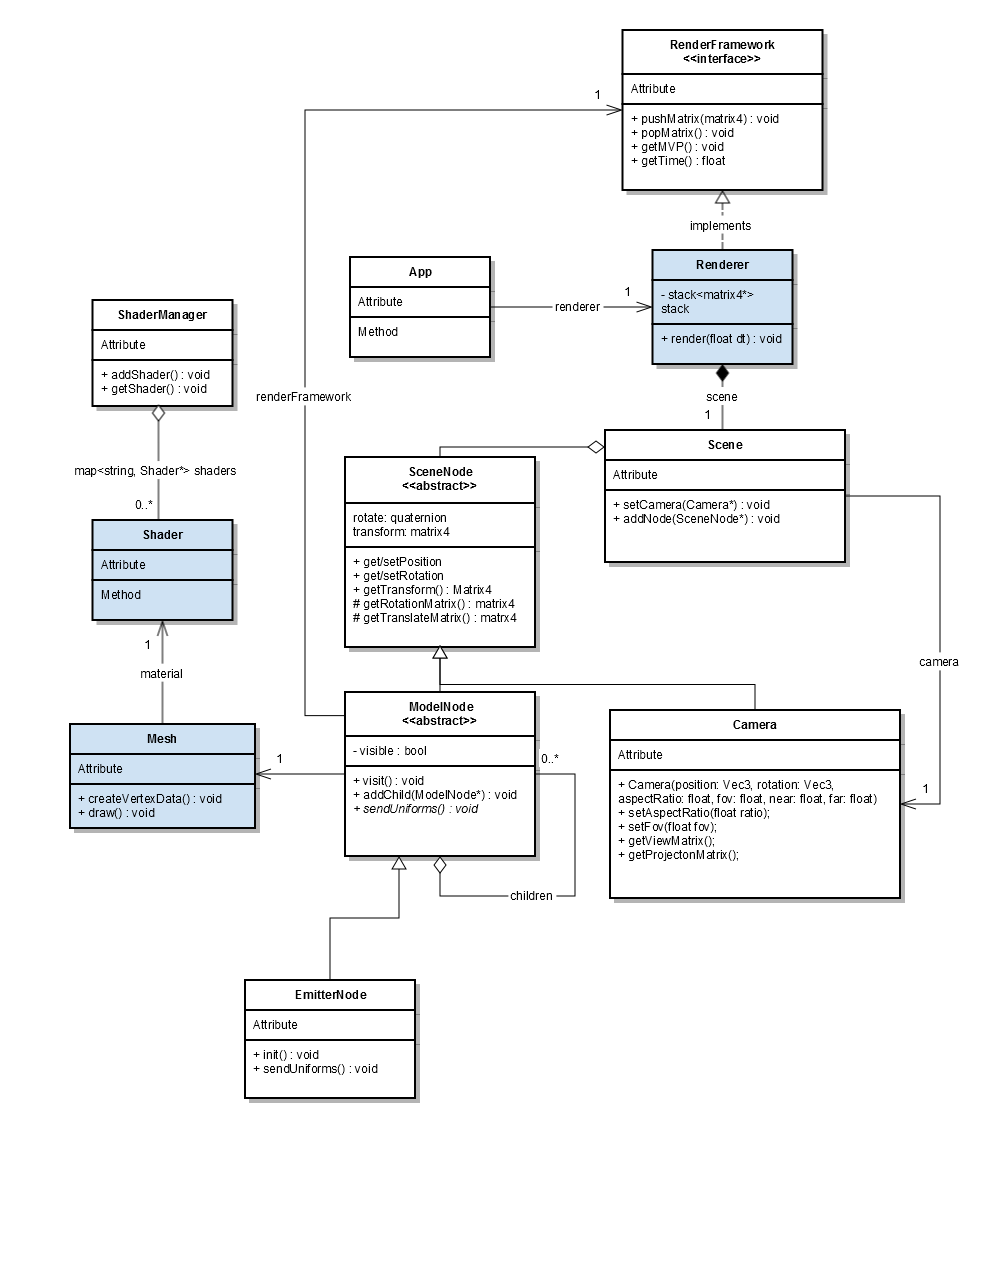 RenderFramework
<<interface>>
Attribute
+ pushMatrix(matrix4) : void
+ popMatrix() : void
+ getMVP() : void
+ getTime() : float
1
implements
Renderer
- stack<matrix4*>
stack
+ render(float dt) : void
App
Attribute
Method
renderer
1
ShaderManager
Attribute
+ addShader() : void
+ getShader() : void
renderFramework
scene
1
map<string, Shader*> shaders
0..*
Scene
Attribute
+ setCamera(Camera*) : void
+ addNode(SceneNode*) : void
SceneNode
<<abstract>>
rotate: quaternion
transform: matrix4
+ get/setPosition
+ get/setRotation
+ getTransform() : Matrix4
# getRotationMatrix() : matrix4
# getTranslateMatrix() : matrx4
Shader
Attribute
Method
1
material
camera
1
Mesh
Attribute
+ createVertexData() : void
+ draw() : void
1
ModelNode
<<abstract>>
- visible : bool
+ visit() : void
+ addChild(ModelNode*) : void
+ sendUniforms() : void
0..*
children
Camera
Attribute
+ Camera(position: Vec3, rotation: Vec3,
aspectRatio: float, fov: float, near: float, far: float)
+ setAspectRatio(float ratio);
+ setFov(float fov);
+ getViewMatrix();
+ getProjectonMatrix();
EmitterNode
Attribute
+ init() : void
+ sendUniforms() : void